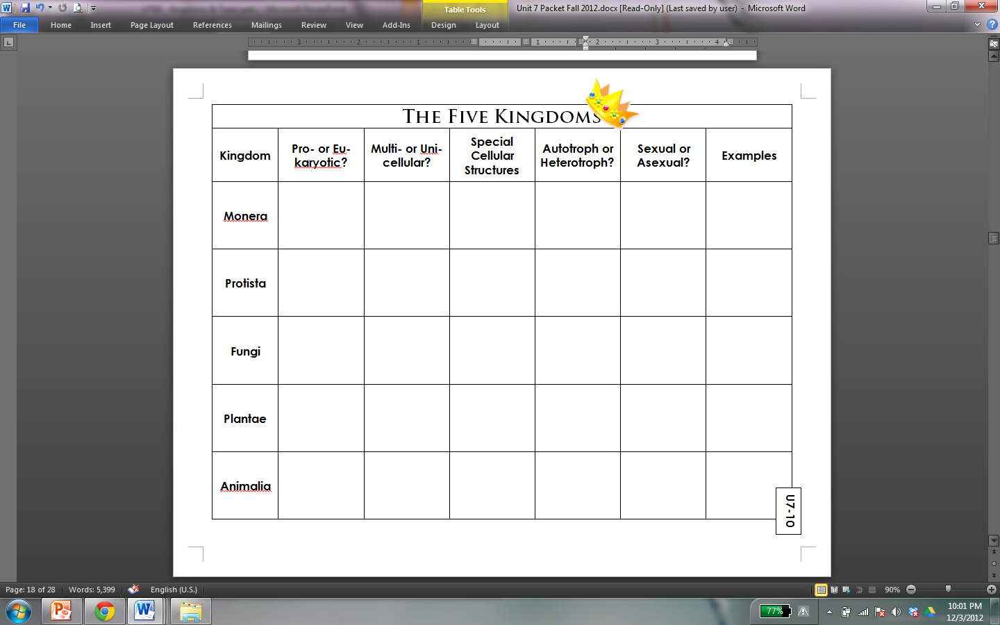 Table Tools
Unit 7 Packet Fall 2012.docx [Read-Only] (Last saved by user) - Microsoft Word
File Home Insert Page Layout References Mailings Review View Add-Ins Design Layout
3 2 1 1 2 3 4
The Five Kingdoms
Kingdom
Pro- or Eu-
karyotic?
Multi- or Uni-
cellular?
Special
Cellular
Structures
Autotroph or
Heterotroph?
Sexual or
Asexual?
Examples
Monera
Protista
Fungi
Plantae
Animalia
U7-10
Page: 18 of 28 Words: 5,399 English (U.S.) 90%
77% 10:01 PM
12/3/2012